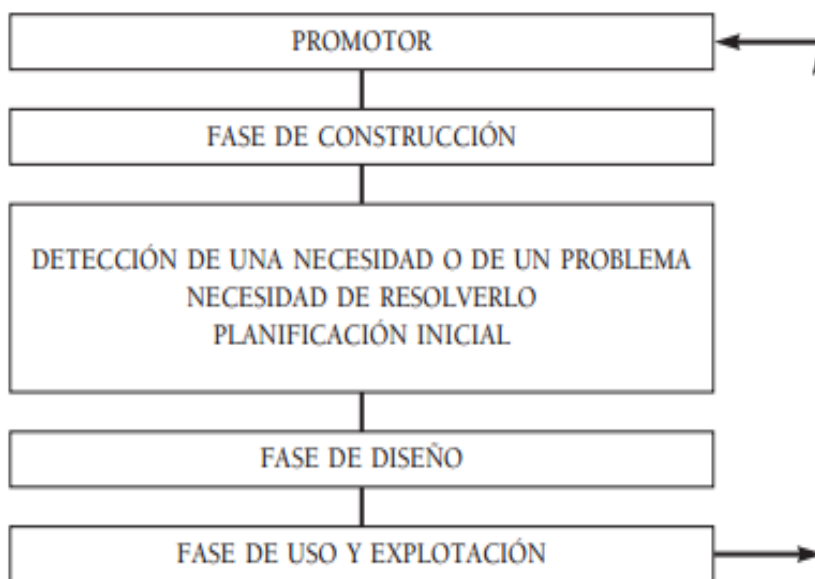 PROMOTOR
FASE DE CONSTRUCCIÓN
DETECCIÓN DE UNA NECESIDAD O DE UN PROBLEMA
NECESIDAD DE RESOLVERLO
PLANIFICACIÓN INICIAL
FASE DE DISEÑO
FASE DE USO Y EXPLOTACIÓN